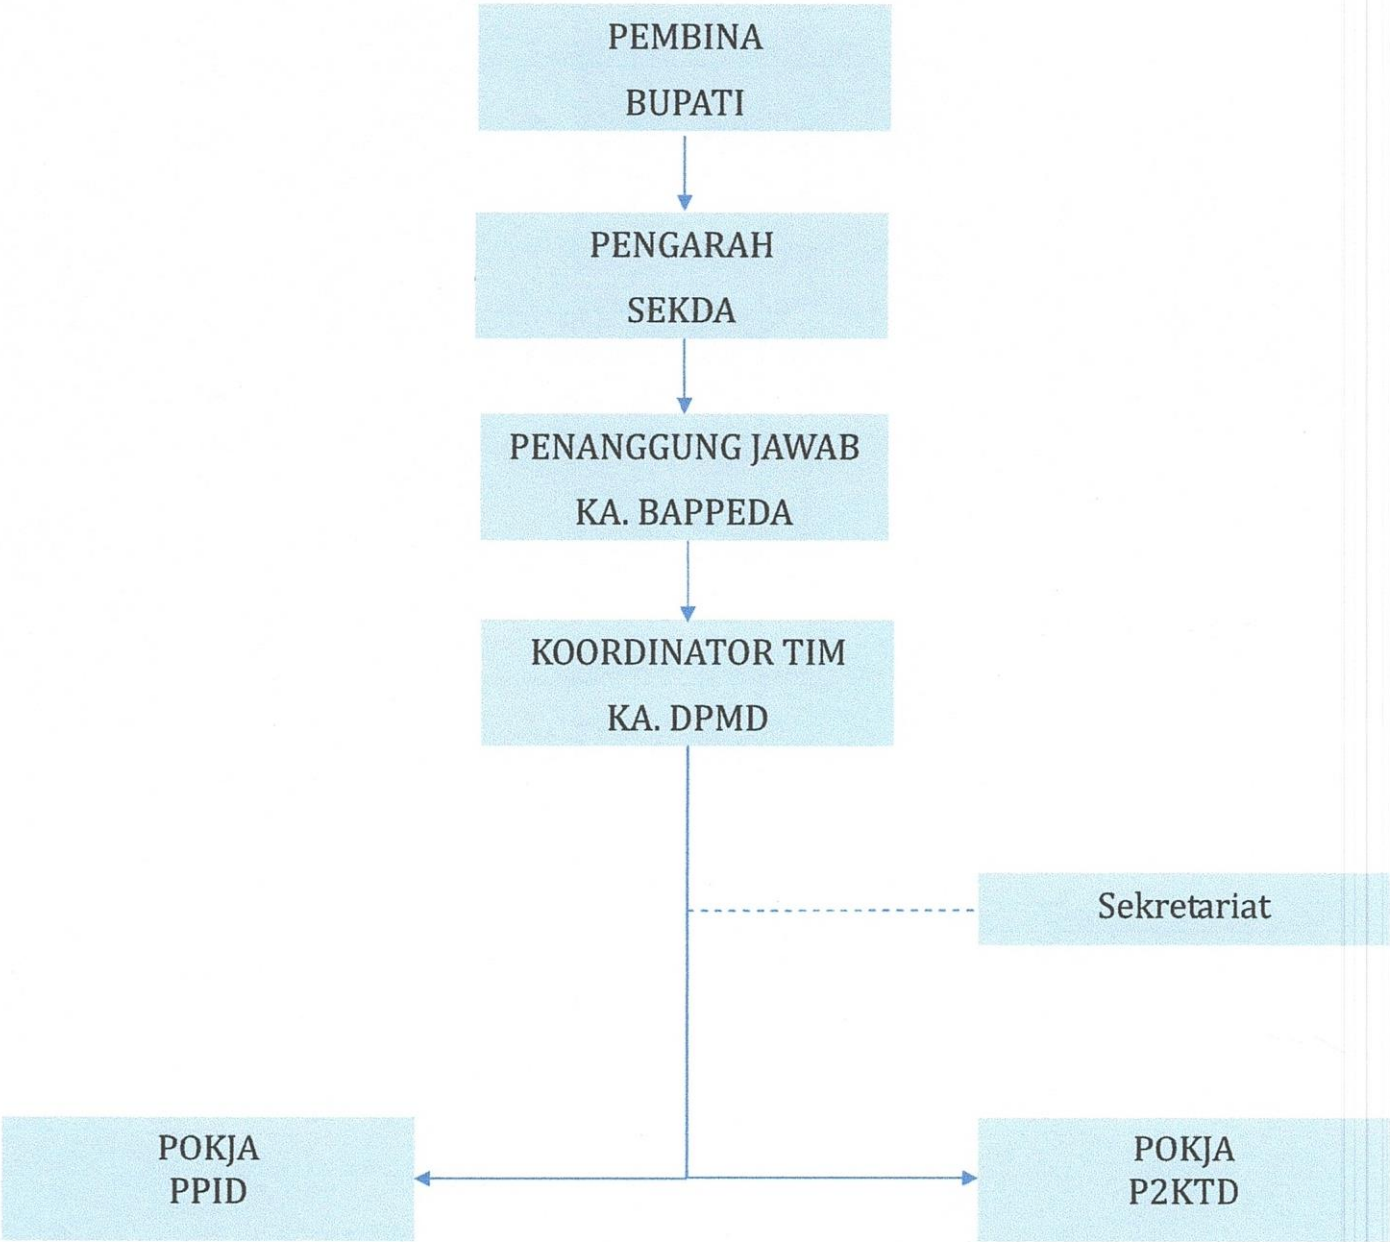 PEMBINA
BUPATI
PENGARAH
SEKDA
PENANGGUNG JAWAB
KA. BAPPEDA
KOORDINATOR TIM
KA. DPMD
Sekretariat
POKJA
PPID
POKJA
P2KTD